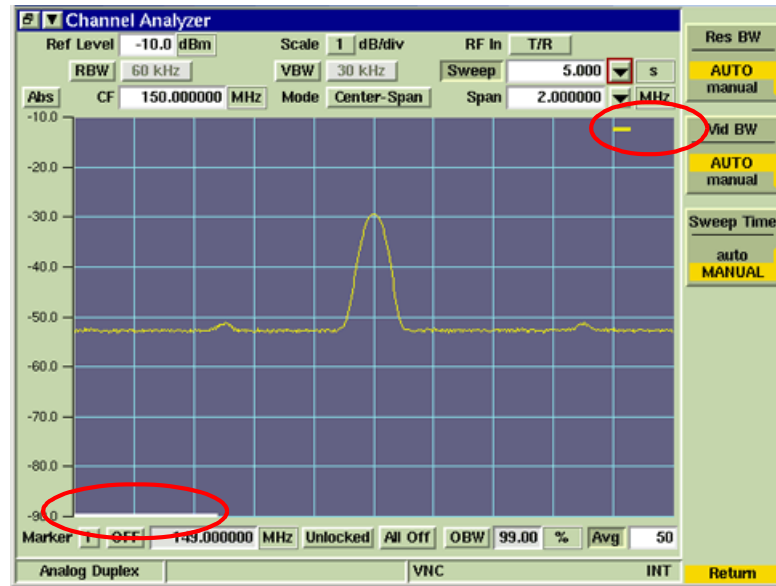 Channel Analyzer
Ref Level -10.0 dBm Scale 1 dB/div RF In T/R
RBW 60 kHz VBW 30 kHz Sweep 5.000 s
Abs CF 150.000000 MHz Mode Center-Span Span 2.000000 MHz
-10.0
-20.0
-30.0
-40.0
-50.0
-60.0
-70.0
-80.0
-90.0
Marker 1 OFF 149.000000 MHz Unlocked All Off OBW 99.00 % Avg 50
Analog Duplex VNC INT
Res BW
AUTO
manual
Vid BW
AUTO
manual
Sweep Time
auto
MANUAL
Return